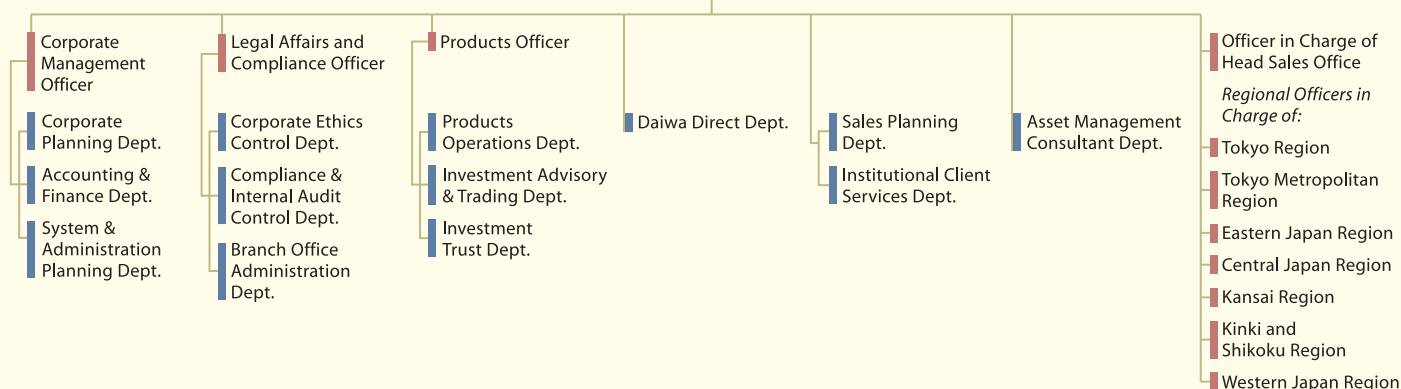 Corporate
Management
Officer
Corporate
Planning Dept.
Accounting &
Finance Dept.
System &
Administration
Planning Dept.
Legal Affairs and
Compliance Officer
Corporate Ethics
Control Dept.
Compliance &
Internal Audit
Control Dept.
Branch Office
Administration
Dept.
Products Officer
Products
Operations Dept.
Investment Advisory
& Trading Dept.
Investment
Trust Dept.
Daiwa Direct Dept.
Sales Planning
Dept.
Institutional Client
Services Dept.
Asset Management
Consultant Dept.
Officer in Charge of
Head Sales Office
Regional Officers in
Charge of:
Tokyo Region
Tokyo Metropolitan
Region
Eastern Japan Region
Central Japan Region
Kansai Region
Kinki and
Shikoku Region
Western Japan Region